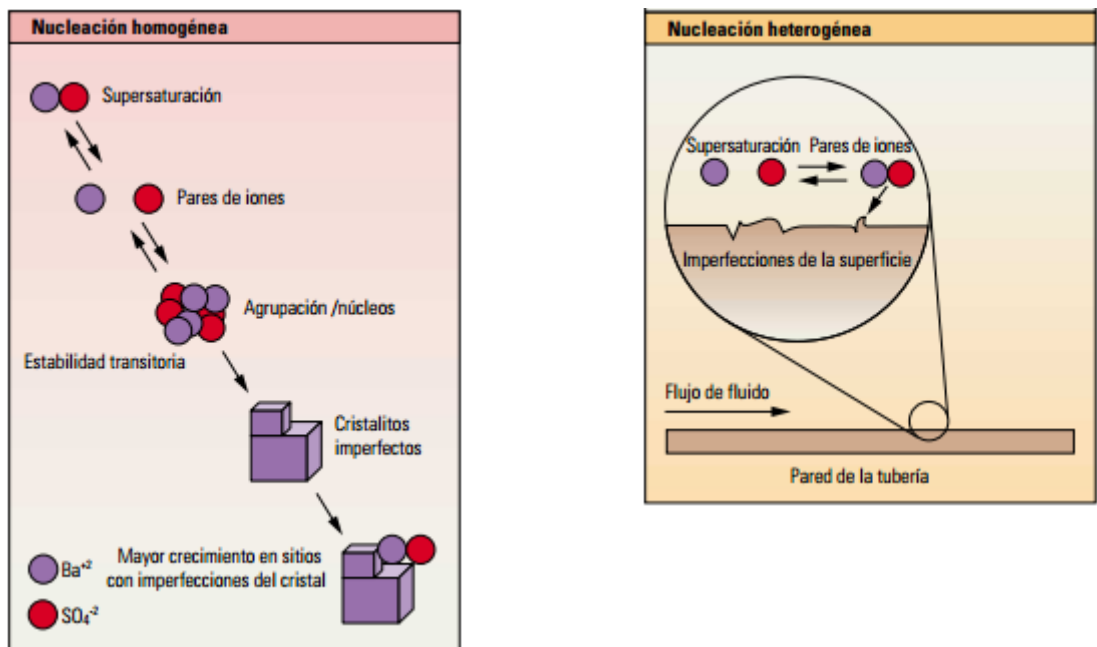 Nucleación homogénea
Supersaturación
Pares de iones
Agrupación /núcleos
Estabilidad transitoria
Cristalitos
imperfectos
Mayor crecimiento en sitios
con imperfecciones del cristal
Ba⁺²
SO₄⁻²
Nucleación heterogénea
Supersaturación Pares de iones
Imperfecciones de la superficie
Flujo de fluido
Pared de la tubería